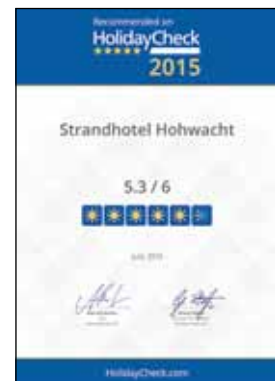 Recommended on
HolidayCheck
2015
Strandhotel Hohwacht
5.3 / 6
HolidayCheck.com